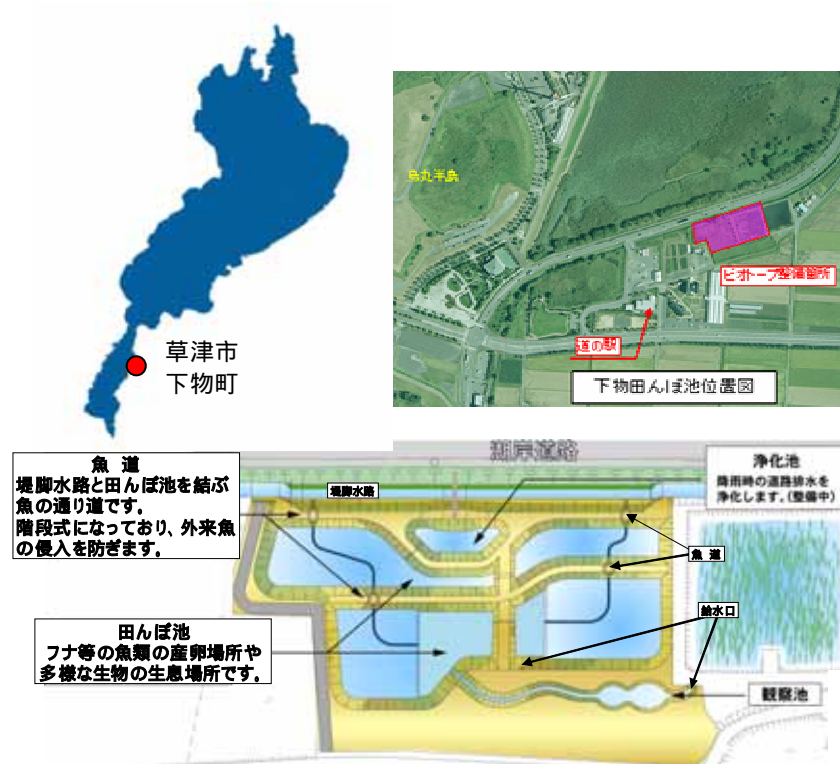 草津市
下物町
烏丸半島
ビオトープ整備箇所
道の駅
下物田んぼ池位置図
湖岸道路
魚 道
堤脚水路と田んぼ池を結ぶ
魚の通り道です。
階段式になっており、外来魚
の侵入を防ぎます。
堤脚水路
浄化池
降雨時の道路排水を
浄化します。(整備中)
魚 道
給水口
田んぼ池
フナ等の魚類の産卵場所や
多様な生物の生息場所です。
観察池